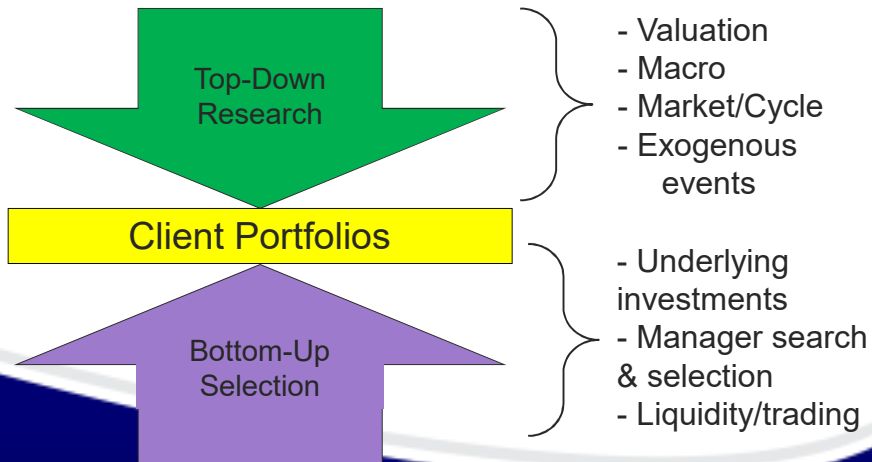 Top-Down
Research
- Valuation
- Macro
- Market/Cycle
- Exogenous
events
Client Portfolios
Bottom-Up
Selection
- Underlying
investments
- Manager search
& selection
- Liquidity/trading